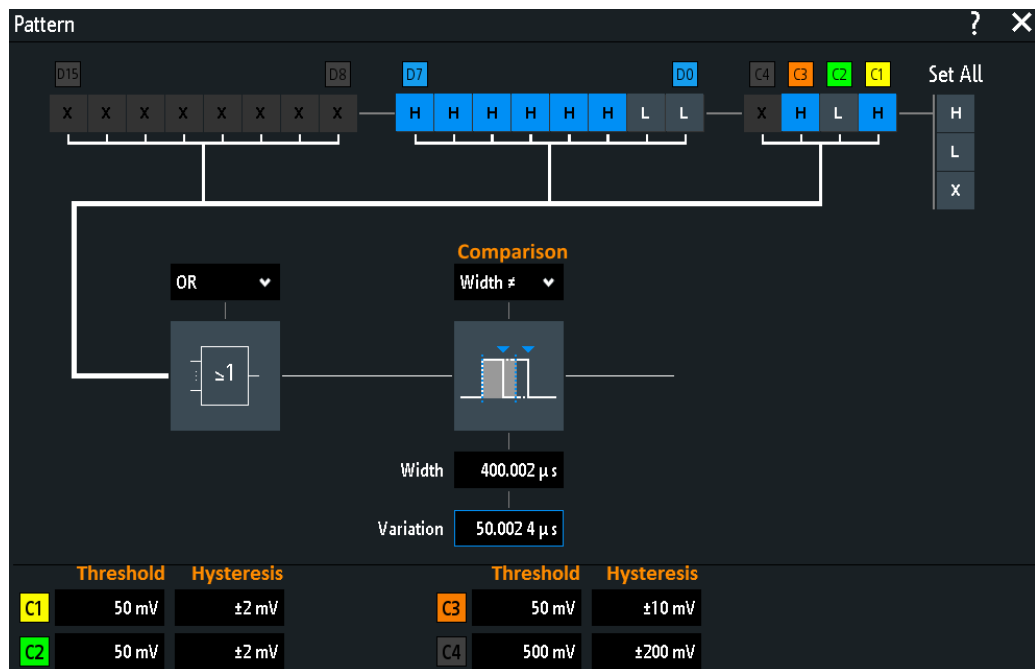 Pattern ? ✕
D15 D8 D7 D0 C4 C3 C2 C1 Set All
X X X X X X X X H H H H H H L L X H L H H
L
X
Comparison
OR Width ≠
≥1
Width 400.002 µs
Variation 50.002 4 µs
Threshold Hysteresis Threshold Hysteresis
C1 50 mV ±2 mV C3 50 mV ±10 mV
C2 50 mV ±2 mV C4 500 mV ±200 mV